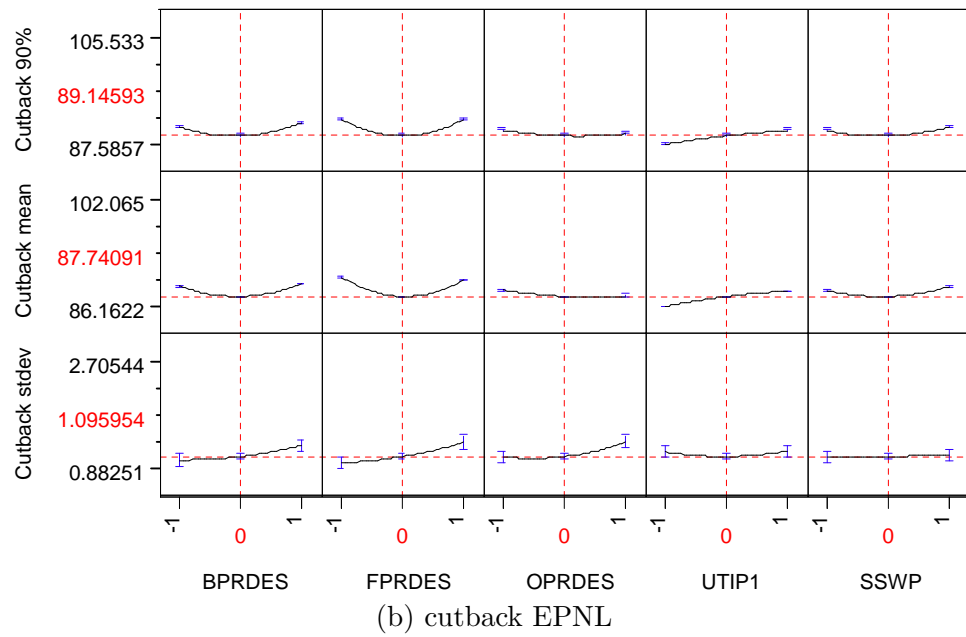 Cutback 90%
105.533
89.14593
87.5857
Cutback mean
102.065
87.74091
86.1622
Cutback stdev
2.70544
1.095954
0.88251
-1 0 1 -1 0 1 -1 0 1 -1 0 1 -1 0 1
BPRDES FPRDES OPRDES UTIP1 SSWP
(b) cutback EPNL